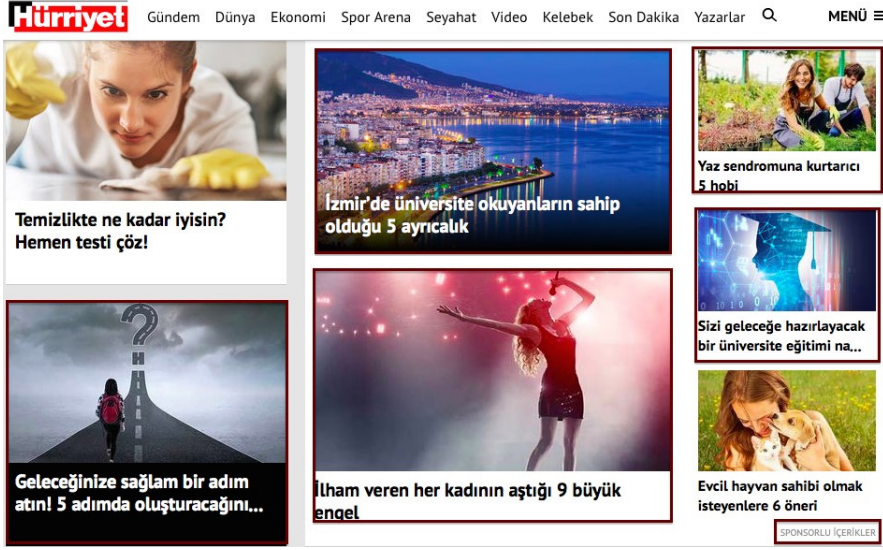 Hürriyet
Gündem Dünya Ekonomi Spor Arena Seyahat Video Kelebek Son Dakika Yazarlar MENÜ
Temizlikte ne kadar iyisin?
Hemen testi çöz!
Geleceğinize sağlam bir adım
atın! 5 adımda oluşturacağını...
İzmir'de üniversite okuyanların sahip
olduğu 5 ayrıcalık
İlham veren her kadının aştığı 9 büyük
engel
Yaz sendromuna kurtarıcı
5 hobi
Sizi geleceğe hazırlayacak
bir üniversite eğitimi na...
Evcil hayvan sahibi olmak
isteyenlere 6 öneri
SPONSORLU İÇERİKLER